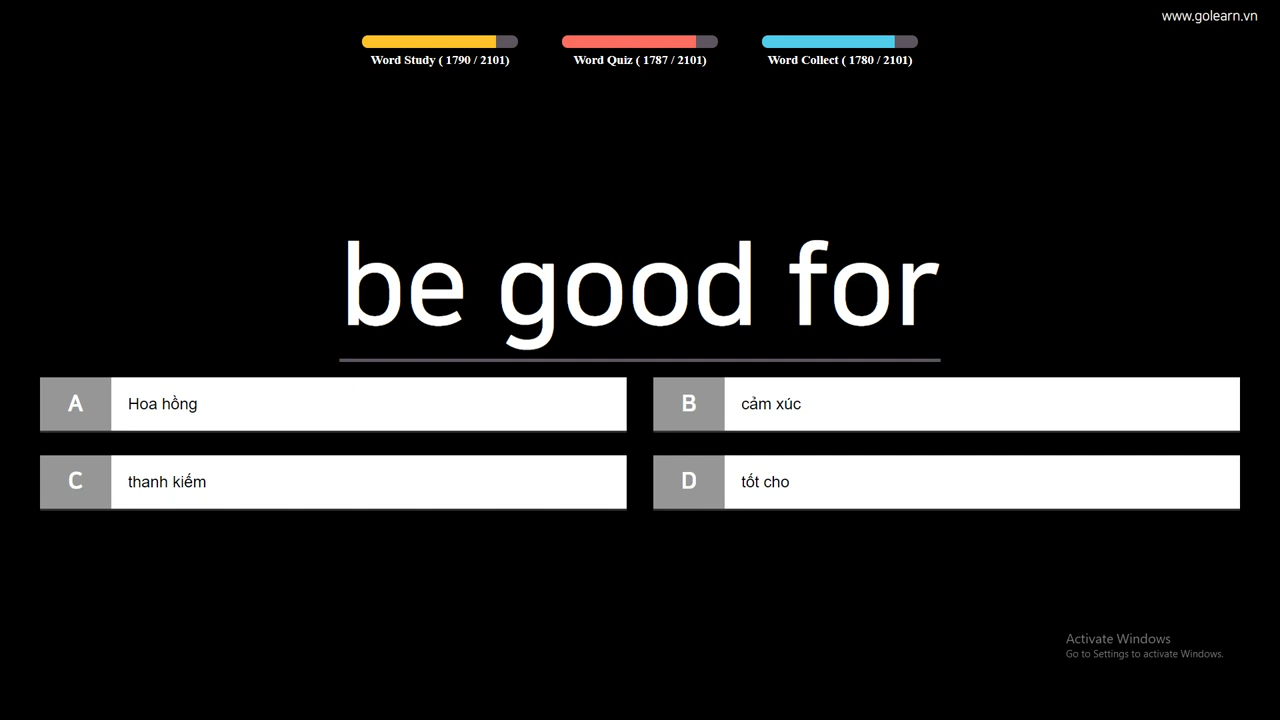 www.golearn.vn
Word Study ( 1790 / 2101) Word Quiz ( 1787 / 2101) Word Collect ( 1780 / 2101)
be good for
A Hoa hồng B cảm xúc
C thanh kiếm D tốt cho
Activate Windows
Go to Settings to activate Windows.